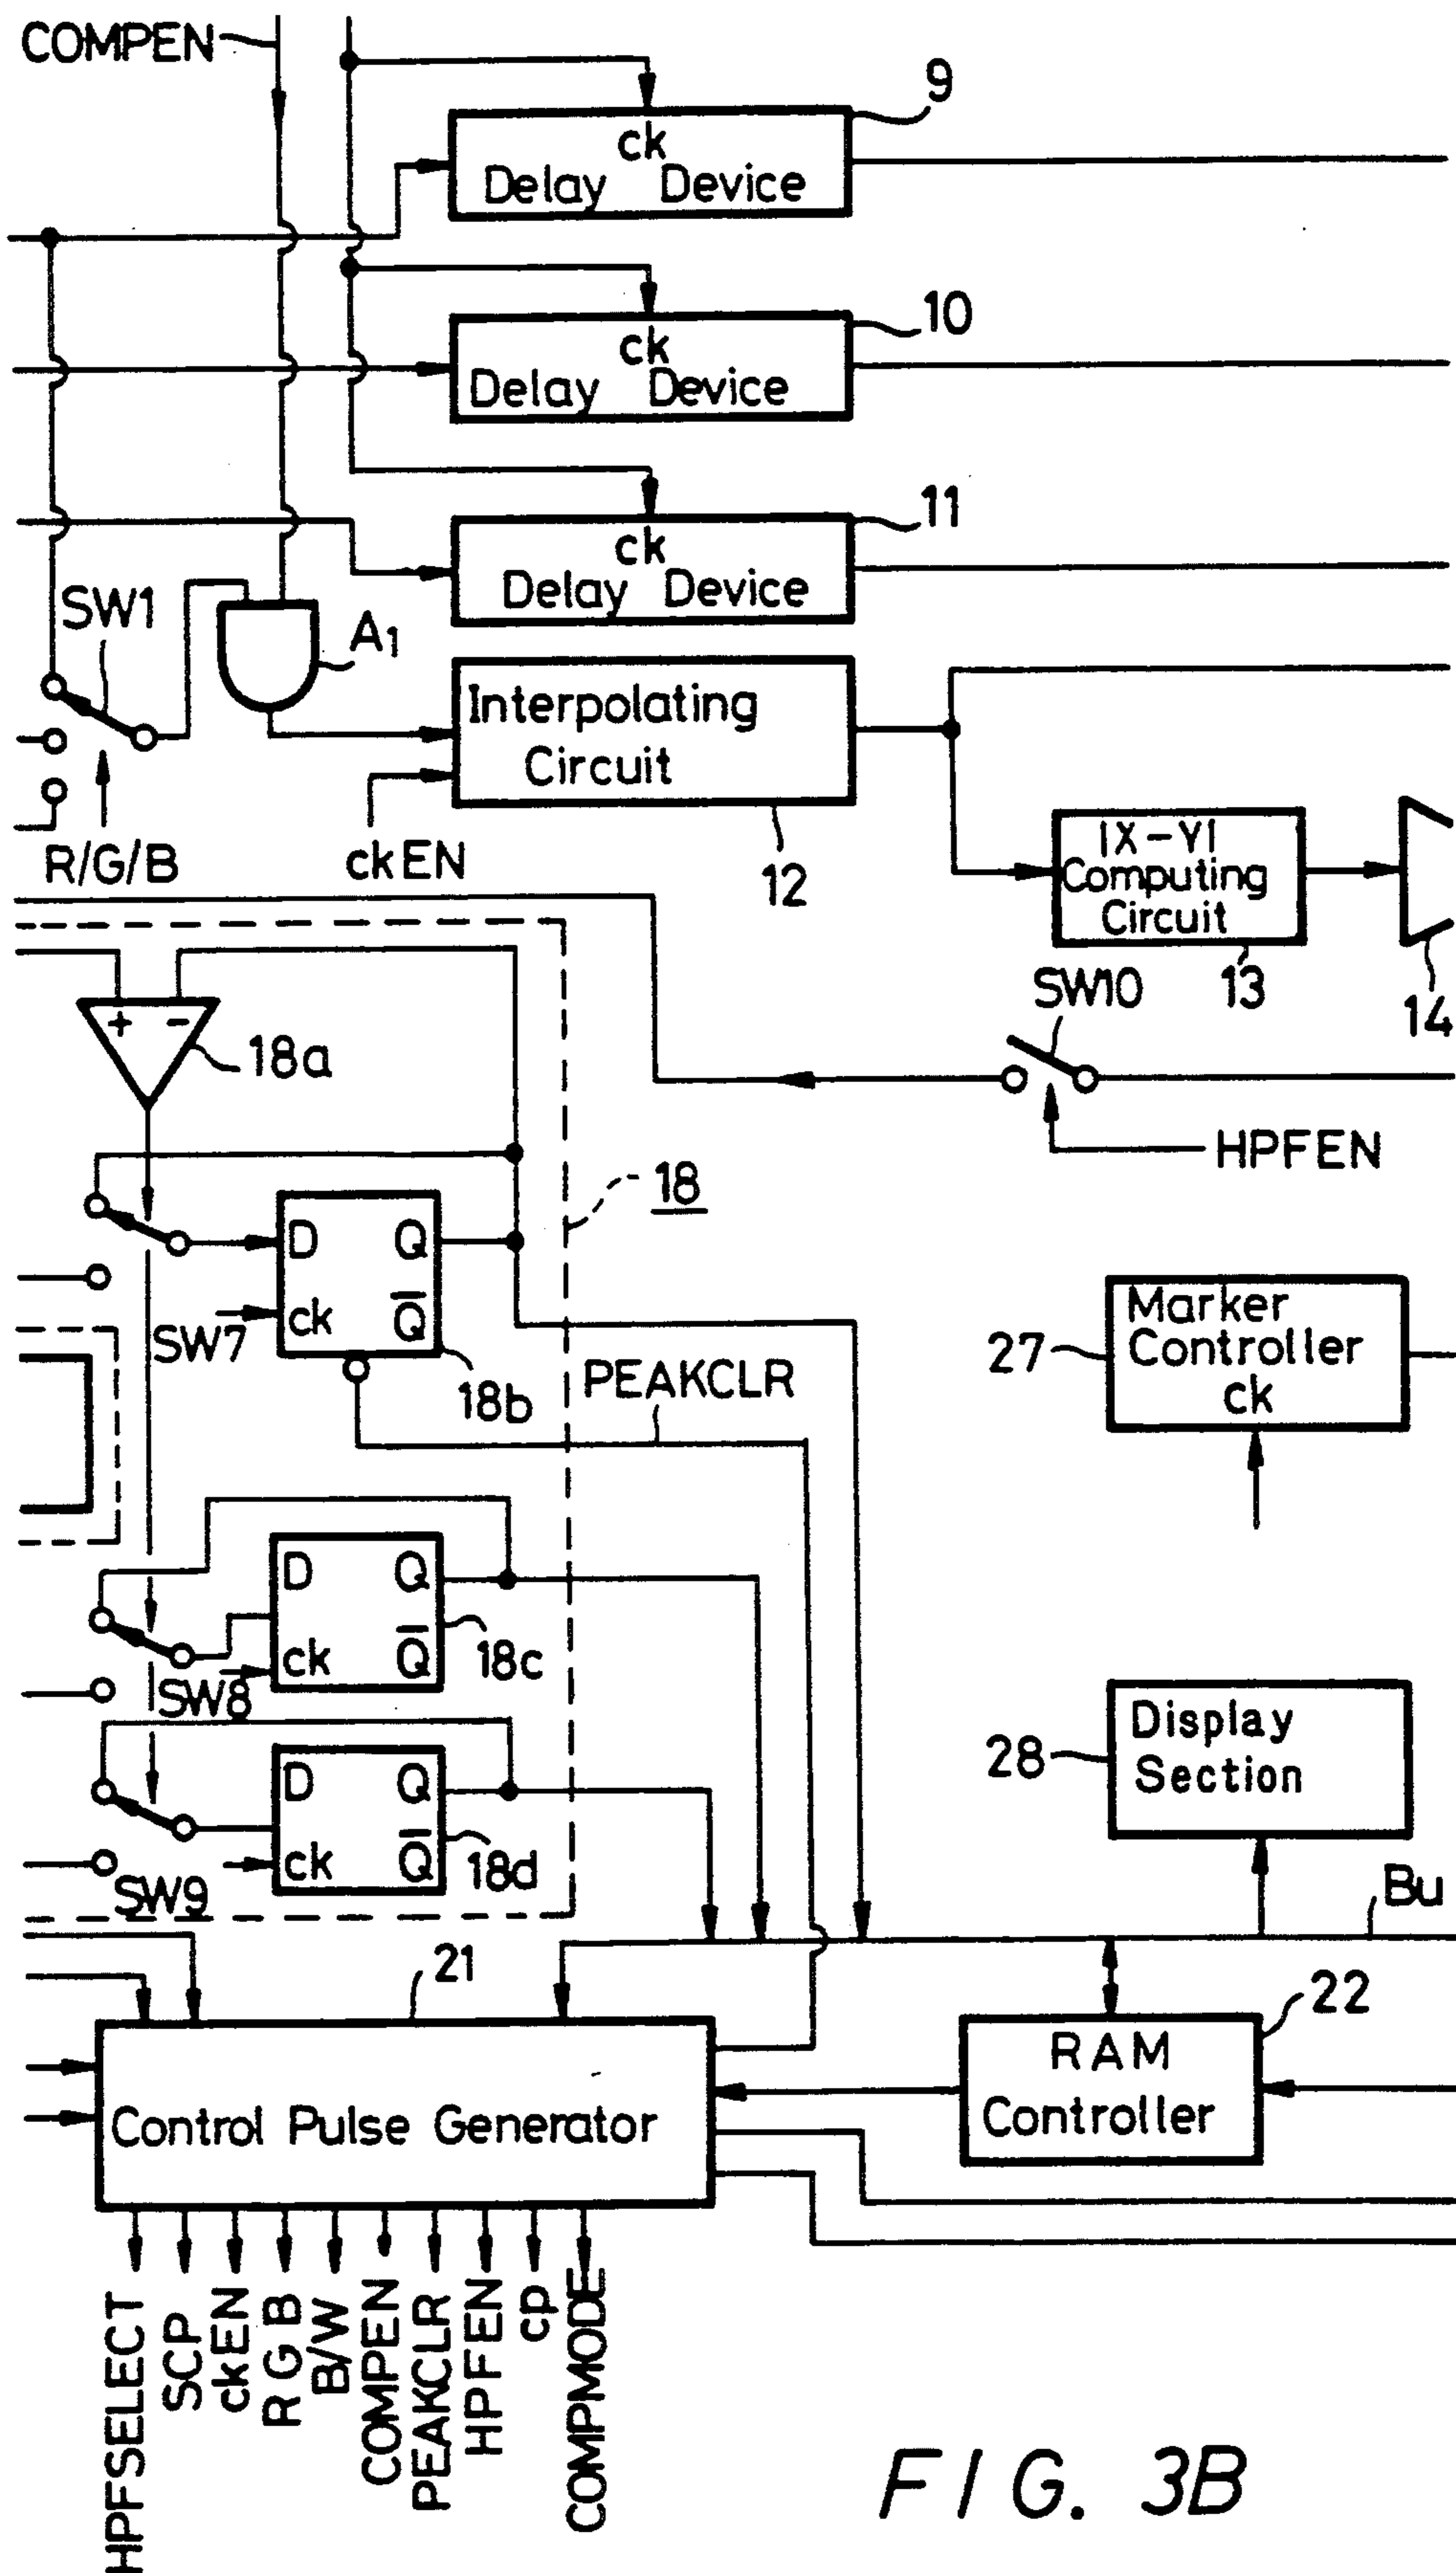 COMPEN
9
ck
Delay Device
10
ck
Delay Device
11
ck
Delay Device
SW1
A1
Interpolating
Circuit
R/G/B
ckEN
12
|X-Y|
Computing
Circuit
13
14
+ -
18a
SW10
HPFEN
18
D Q
ck Q̅
SW7
18b
PEAKCLR
27
Marker
Controller
ck
D Q
ck Q̅
18c
SW8
28
Display
Section
D Q
ck Q̅
18d
SW9
Bu
21
22
RAM
Controller
Control Pulse Generator
HPFSELECT
SCP
ckEN
R G B
B/W
COMPEN
PEAKCLR
HPFEN
cp
COMPMODE
FIG. 3B